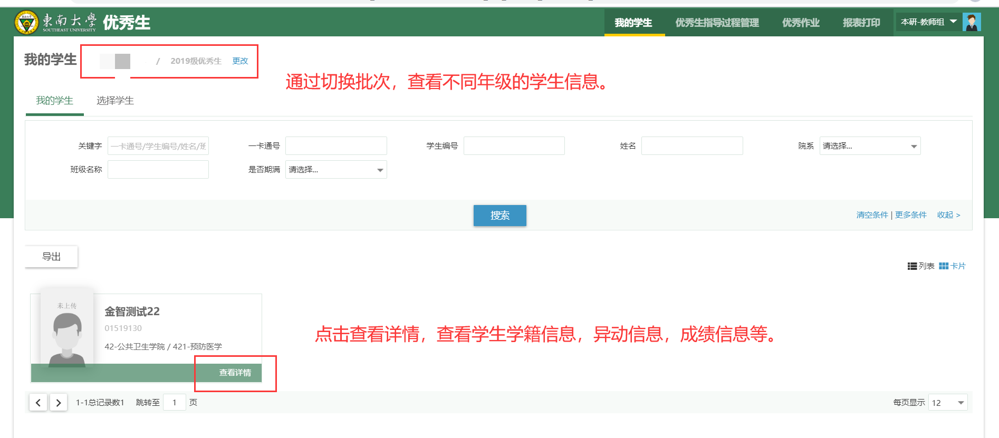 東南大學
SOUTHEAST UNIVERSITY
优秀生
我的学生 优秀生指导过程管理 优秀作业 报表打印 本研-教师组
我的学生 / 2019级优秀生 更改
通过切换批次，查看不同年级的学生信息。
我的学生 选择学生
关键字 一卡通号/学生编号/姓名/班 一卡通号 学生编号 姓名 院系 请选择...
班级名称 是否期满 请选择...
搜索
清空条件 | 更多条件 收起 >
导出
列表 卡片
未上传
金智测试22
01519130
42-公共卫生学院 / 421-预防医学
查看详情
点击查看详情，查看学生学籍信息，异动信息，成绩信息等。
1-1总记录数1 跳转至 1 页 每页显示 12